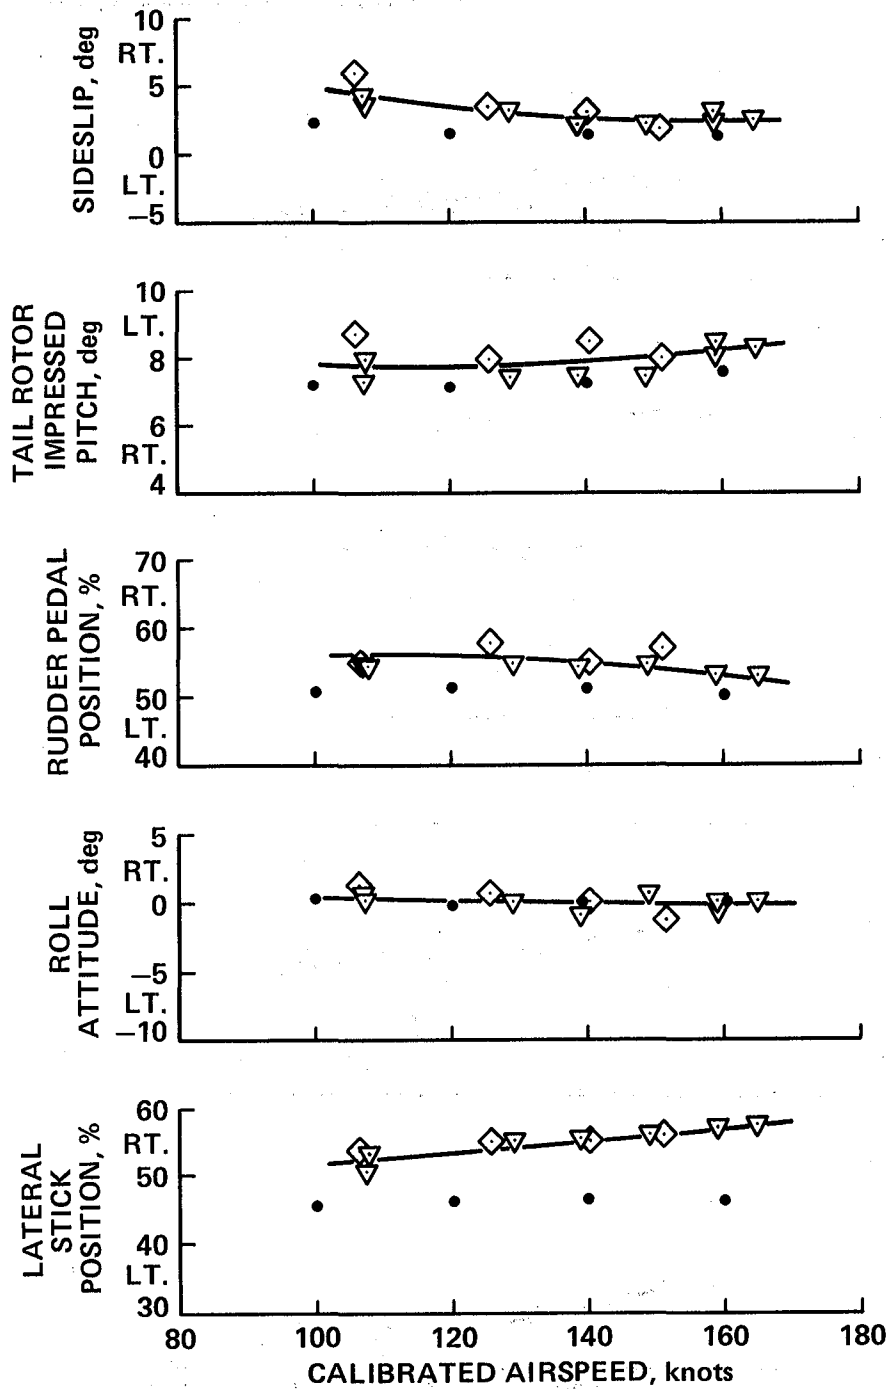 SIDESLIP, deg
10
RT.
5
0
LT.
−5
TAIL ROTOR
IMPRESSED
PITCH, deg
10
LT.
8
6
RT.
4
RUDDER PEDAL
POSITION, %
70
RT.
60
50
LT.
40
ROLL
ATTITUDE, deg
5
RT.
0
−5
LT.
−10
LATERAL
STICK
POSITION, %
60
RT.
50
40
LT.
30
80 100 120 140 160 180
CALIBRATED AIRSPEED, knots